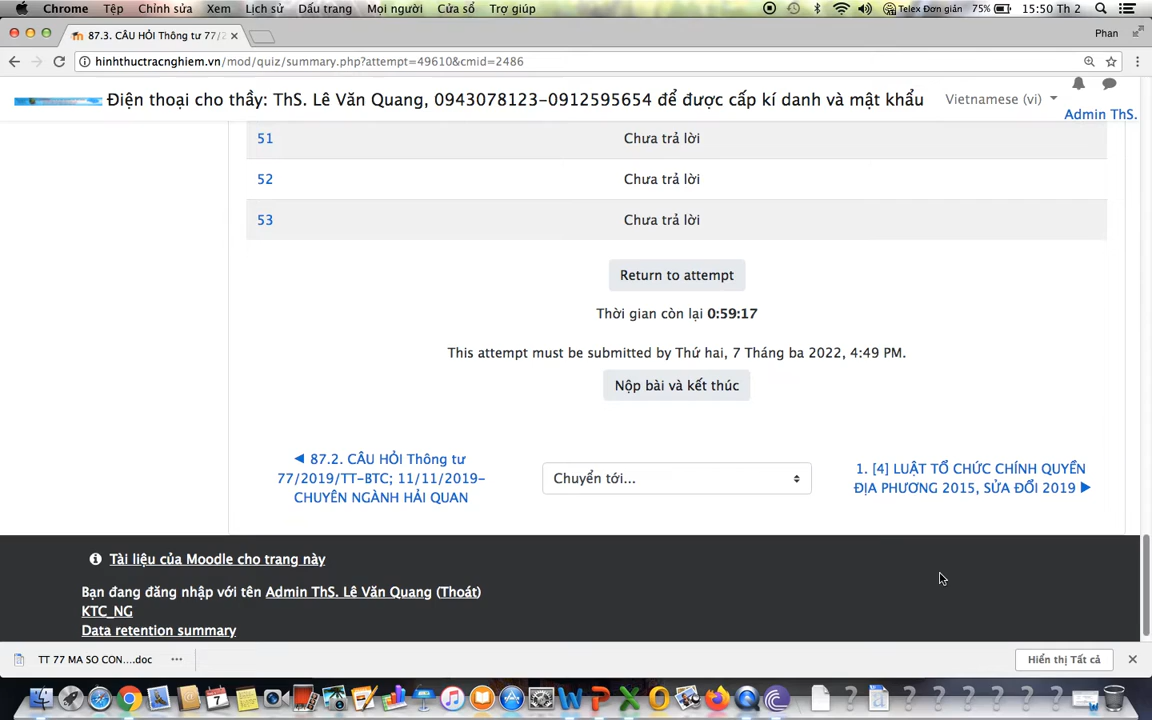 Chrome Tệp Chỉnh sửa Xem Lịch sử Dấu trang Mọi người Cửa sổ Trợ giúp Telex Đơn giản 75% 15:50 Th 2
87.3. CÂU HỎI Thông tư 77/2 Phan
hinhthuctracnghiem.vn/mod/quiz/summary.php?attempt=49610&cmid=2486
Điện thoại cho thầy: ThS. Lê Văn Quang, 0943078123-0912595654 để được cấp kí danh và mật khẩu Vietnamese (vi)
Admin ThS.
51 Chưa trả lời
52 Chưa trả lời
53 Chưa trả lời
Return to attempt
Thời gian còn lại 0:59:17
This attempt must be submitted by Thứ hai, 7 Tháng ba 2022, 4:49 PM.
Nộp bài và kết thúc
◀ 87.2. CÂU HỎI Thông tư
77/2019/TT-BTC; 11/11/2019-
CHUYÊN NGÀNH HẢI QUAN
Chuyển tới...
1. [4] LUẬT TỔ CHỨC CHÍNH QUYỀN
ĐỊA PHƯƠNG 2015, SỬA ĐỔI 2019 ▶
Tài liệu của Moodle cho trang này
Bạn đang đăng nhập với tên Admin ThS. Lê Văn Quang (Thoát)
KTC_NG
Data retention summary
TT 77 MA SO CON....doc Hiển thị Tất cả